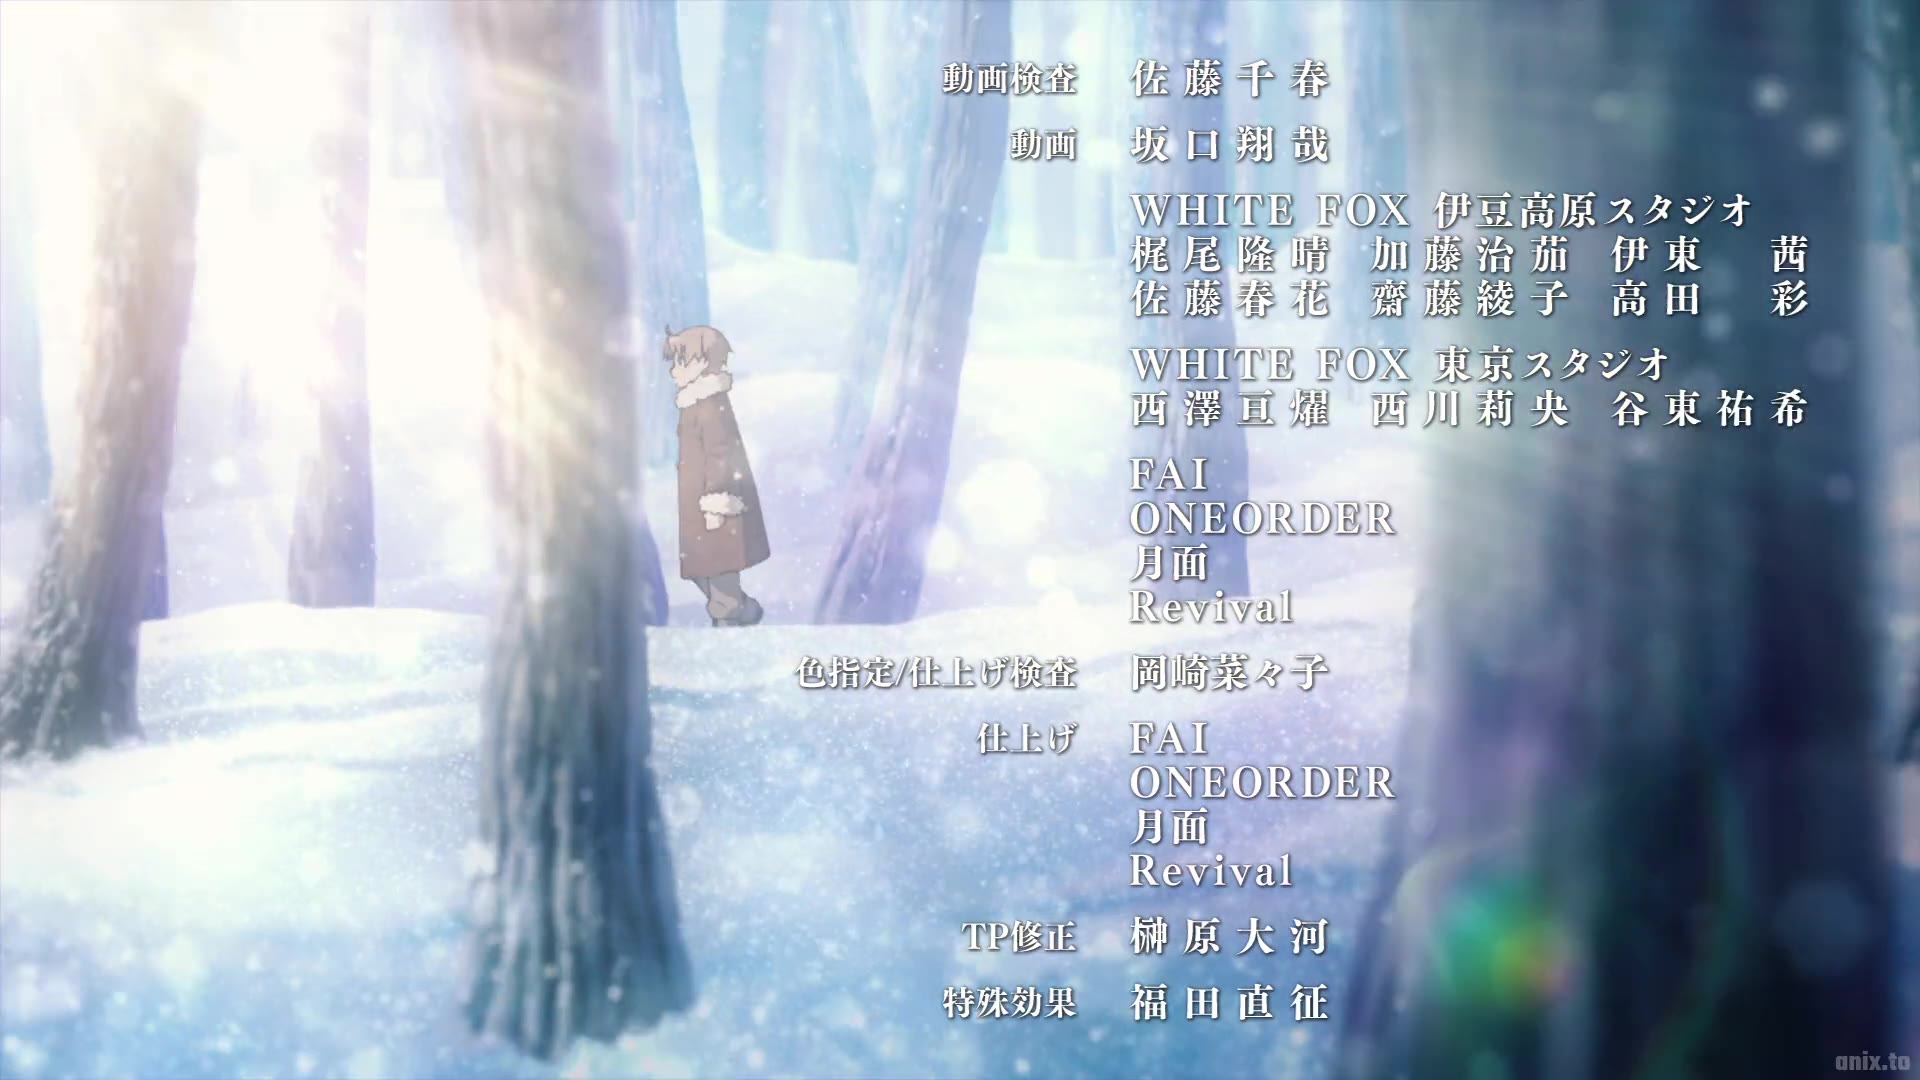 動画検査 佐藤千春
動画 坂口翔哉
WHITE FOX 伊豆高原スタジオ
梶尾隆晴 加藤治茄 伊東 茜
佐藤春花 齋藤綾子 高田 彩
WHITE FOX 東京スタジオ
西澤亘燿 西川莉央 谷東祐希
FAI
ONEORDER
月面
Revival
色指定/仕上げ検査 岡崎菜々子
仕上げ FAI
ONEORDER
月面
Revival
TP修正 榊原大河
特殊効果 福田直征
anix.to